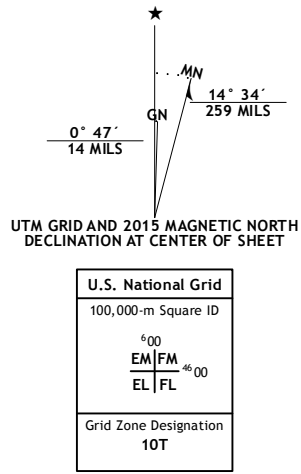 ★
MN
GN
14° 34´
259 MILS
0° 47´
14 MILS
UTM GRID AND 2015 MAGNETIC NORTH
DECLINATION AT CENTER OF SHEET
U.S. National Grid
100,000-m Square ID
600
EM FM
4600
EL FL
Grid Zone Designation
10T